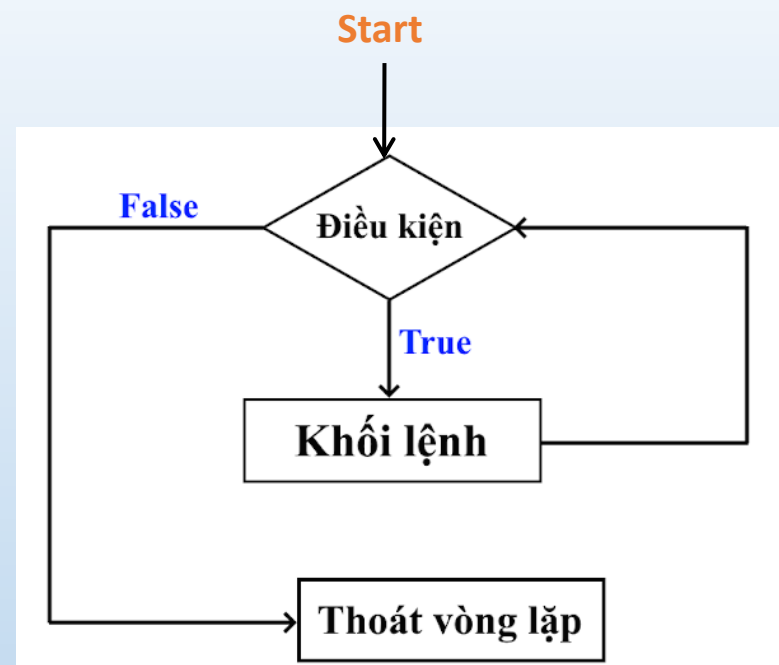 Start
False
Điều kiện
True
Khối lệnh
Thoát vòng lặp